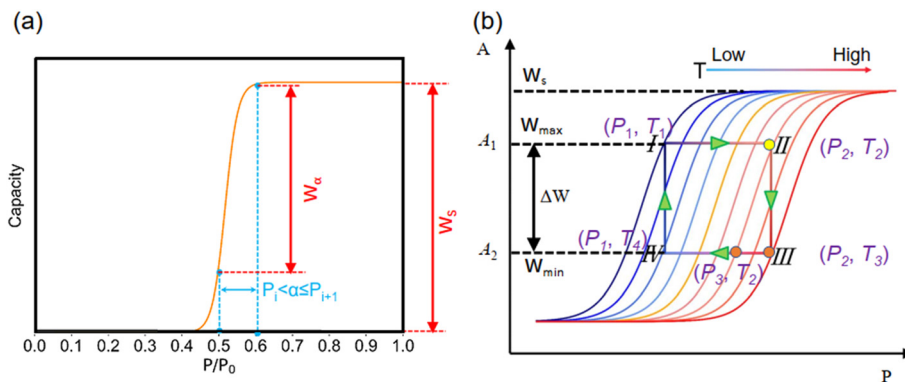 (a)
Capacity
Wα
Ws
Pi<α≤Pi+1
0.0 0.1 0.2 0.3 0.4 0.5 0.6 0.7 0.8 0.9 1.0
P/P0
(b)
A
Low High
T
Ws
Wmax
(P1, T1)
A1
I
II
(P2, T2)
ΔW
(P1, T4)
A2
IV
III
(P2, T3)
Wmin
(P3, T2)
P